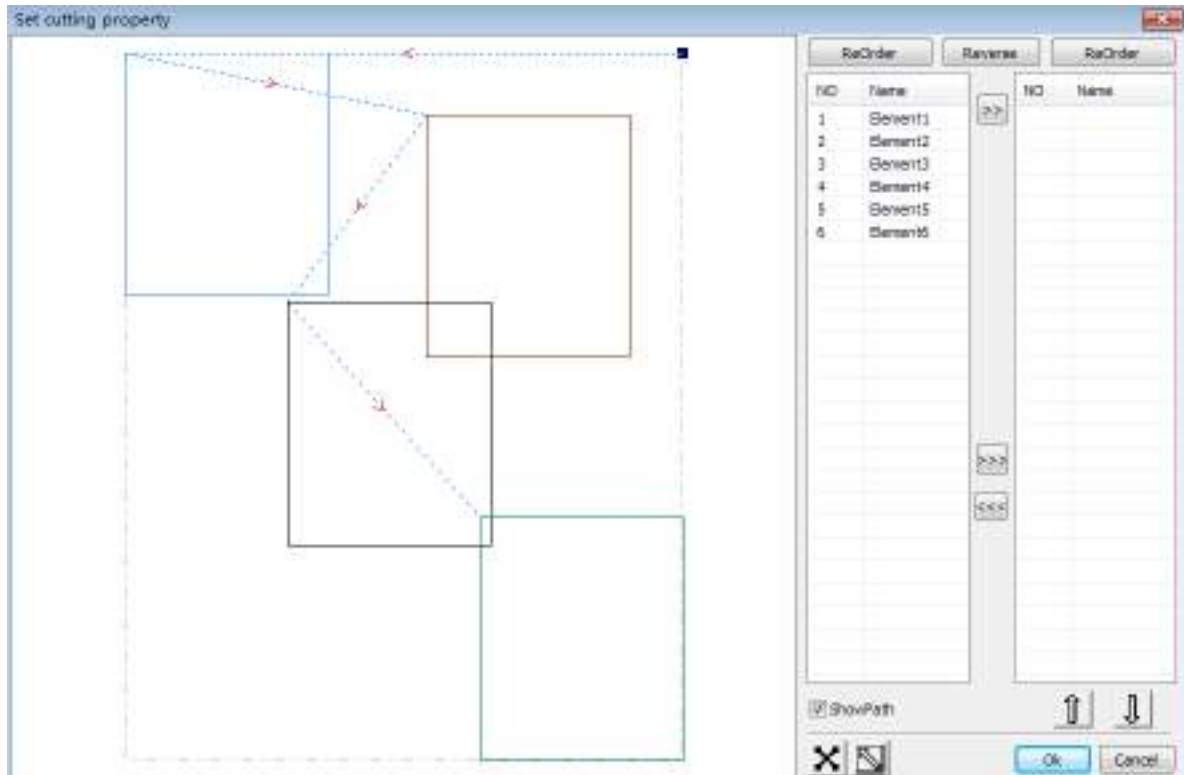 Set cutting property
ReOrder Reverse ReOrder
NO Name >> NO Name
1 Element1
2 Element2
3 Element3
4 Element4
5 Element5
6 Element6
>>>
<<<
ShowPath
Ok Cancel